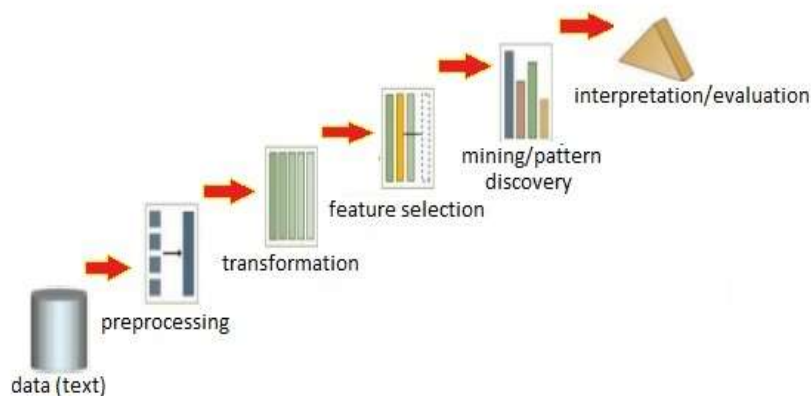 data (text)
preprocessing
transformation
feature selection
mining/pattern
discovery
interpretation/evaluation